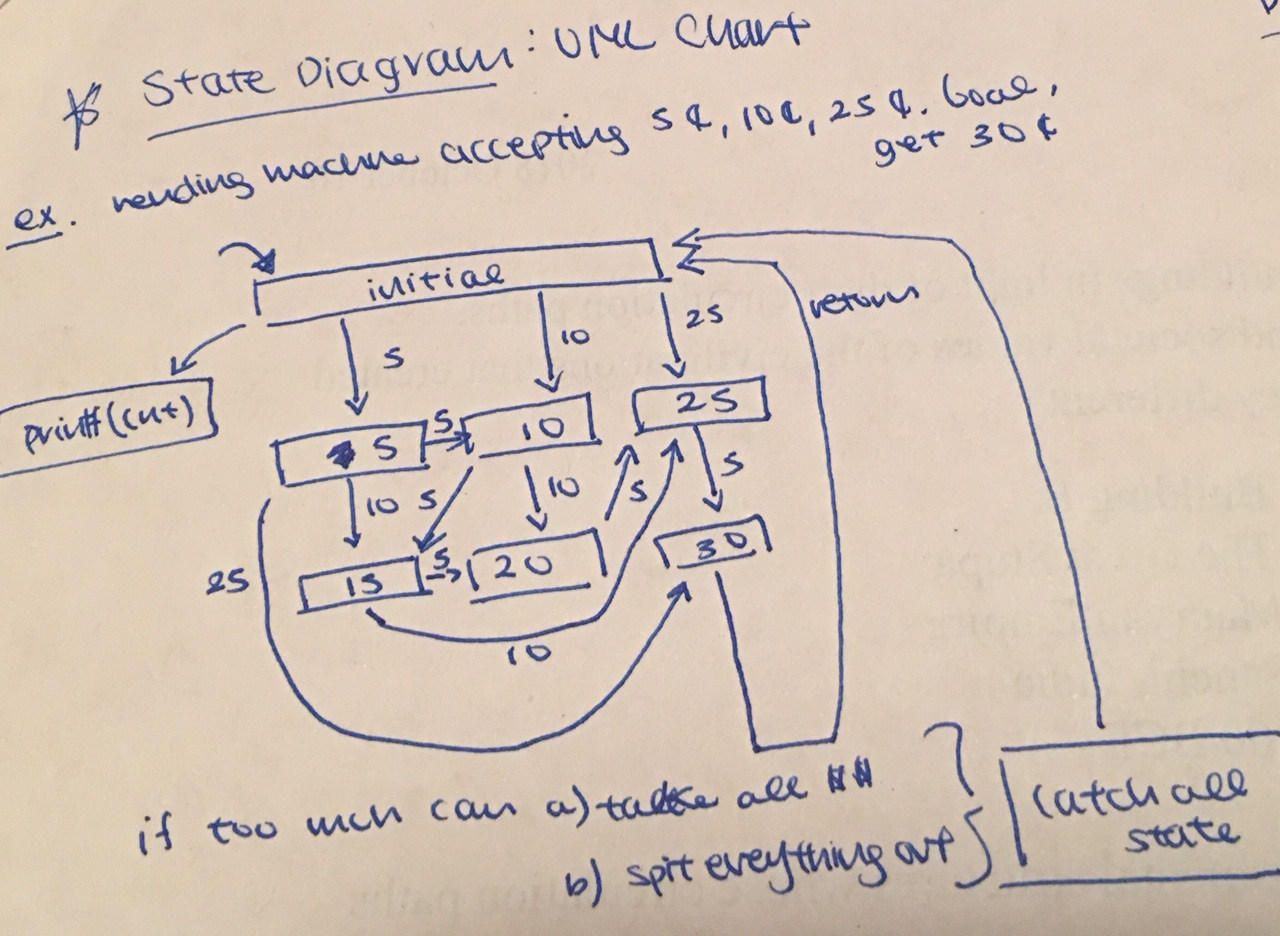 State Diagram: UML Chart
ex. vending machine accepting 5¢, 10¢, 25¢. Goal,
get 30¢
initial
return
5
10
25
printf(cnt)
5
5
10
25
5
10
5
10
5
25
15
5
20
30
10
if too much can a) take all
b) spit everything out
Catch all
state